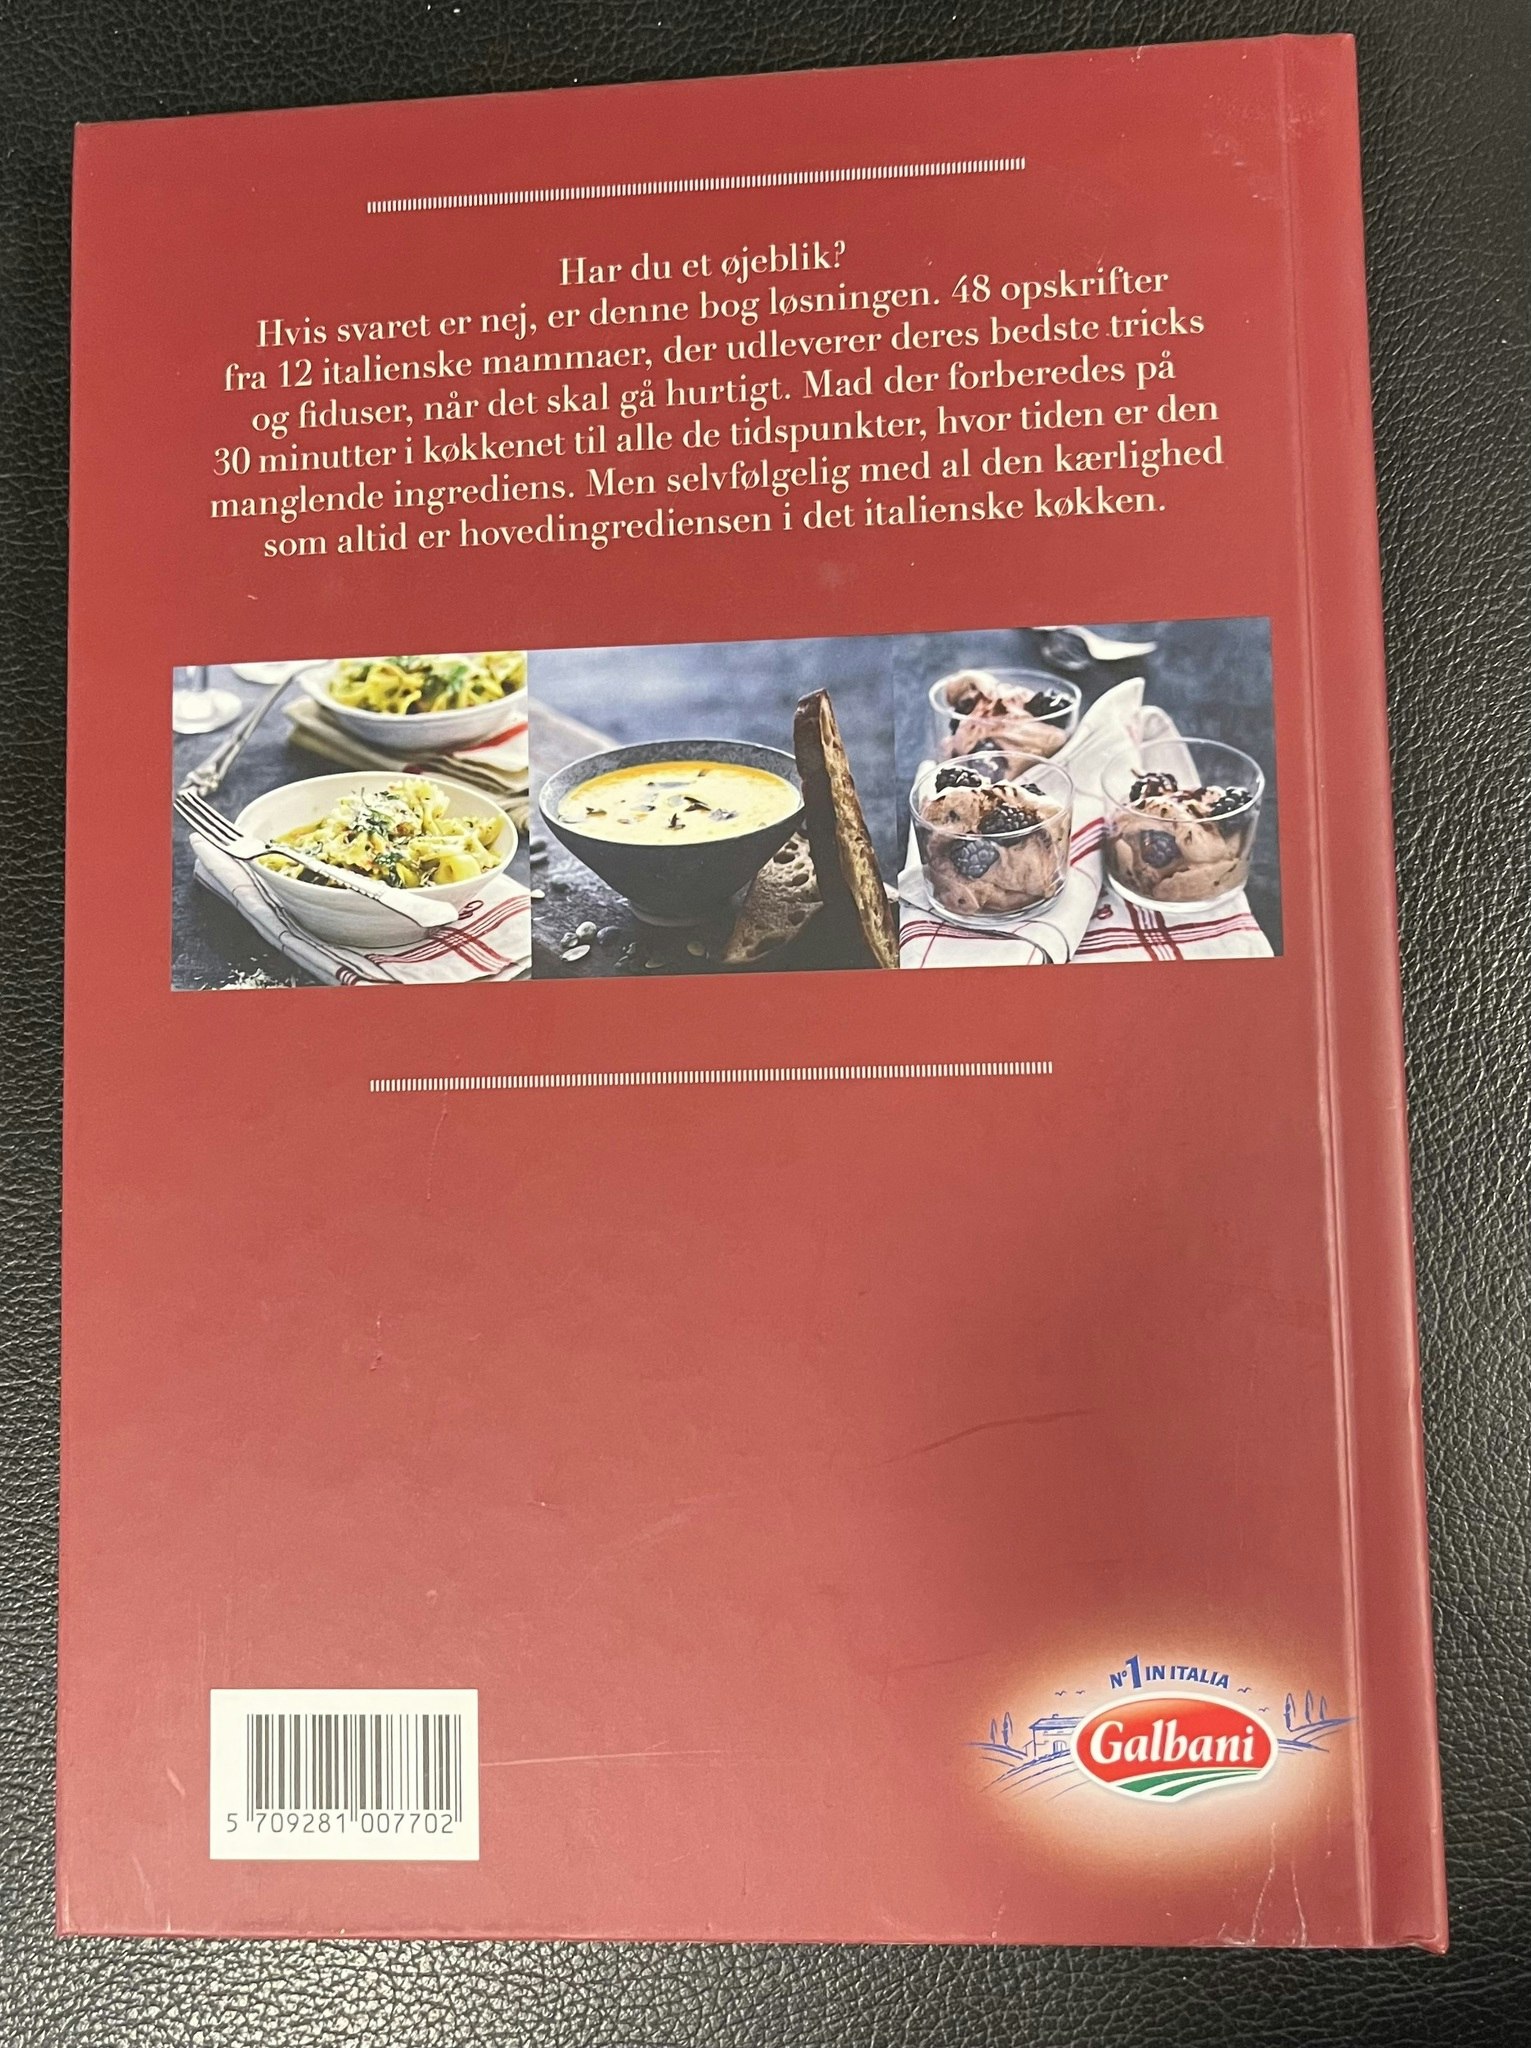 Har du et øjeblik?
Hvis svaret er nej, er denne bog løsningen. 48 opskrifter
fra 12 italienske mammaer, der udleverer deres bedste tricks
og fiduser, når det skal gå hurtigt. Mad der forberedes på
30 minutter i køkkenet til alle de tidspunkter, hvor tiden er den
manglende ingrediens. Men selvfølgelig med al den kærlighed
som altid er hovedingrediensen i det italienske køkken.
N° 1 IN ITALIA
Galbani
5 709281 007702